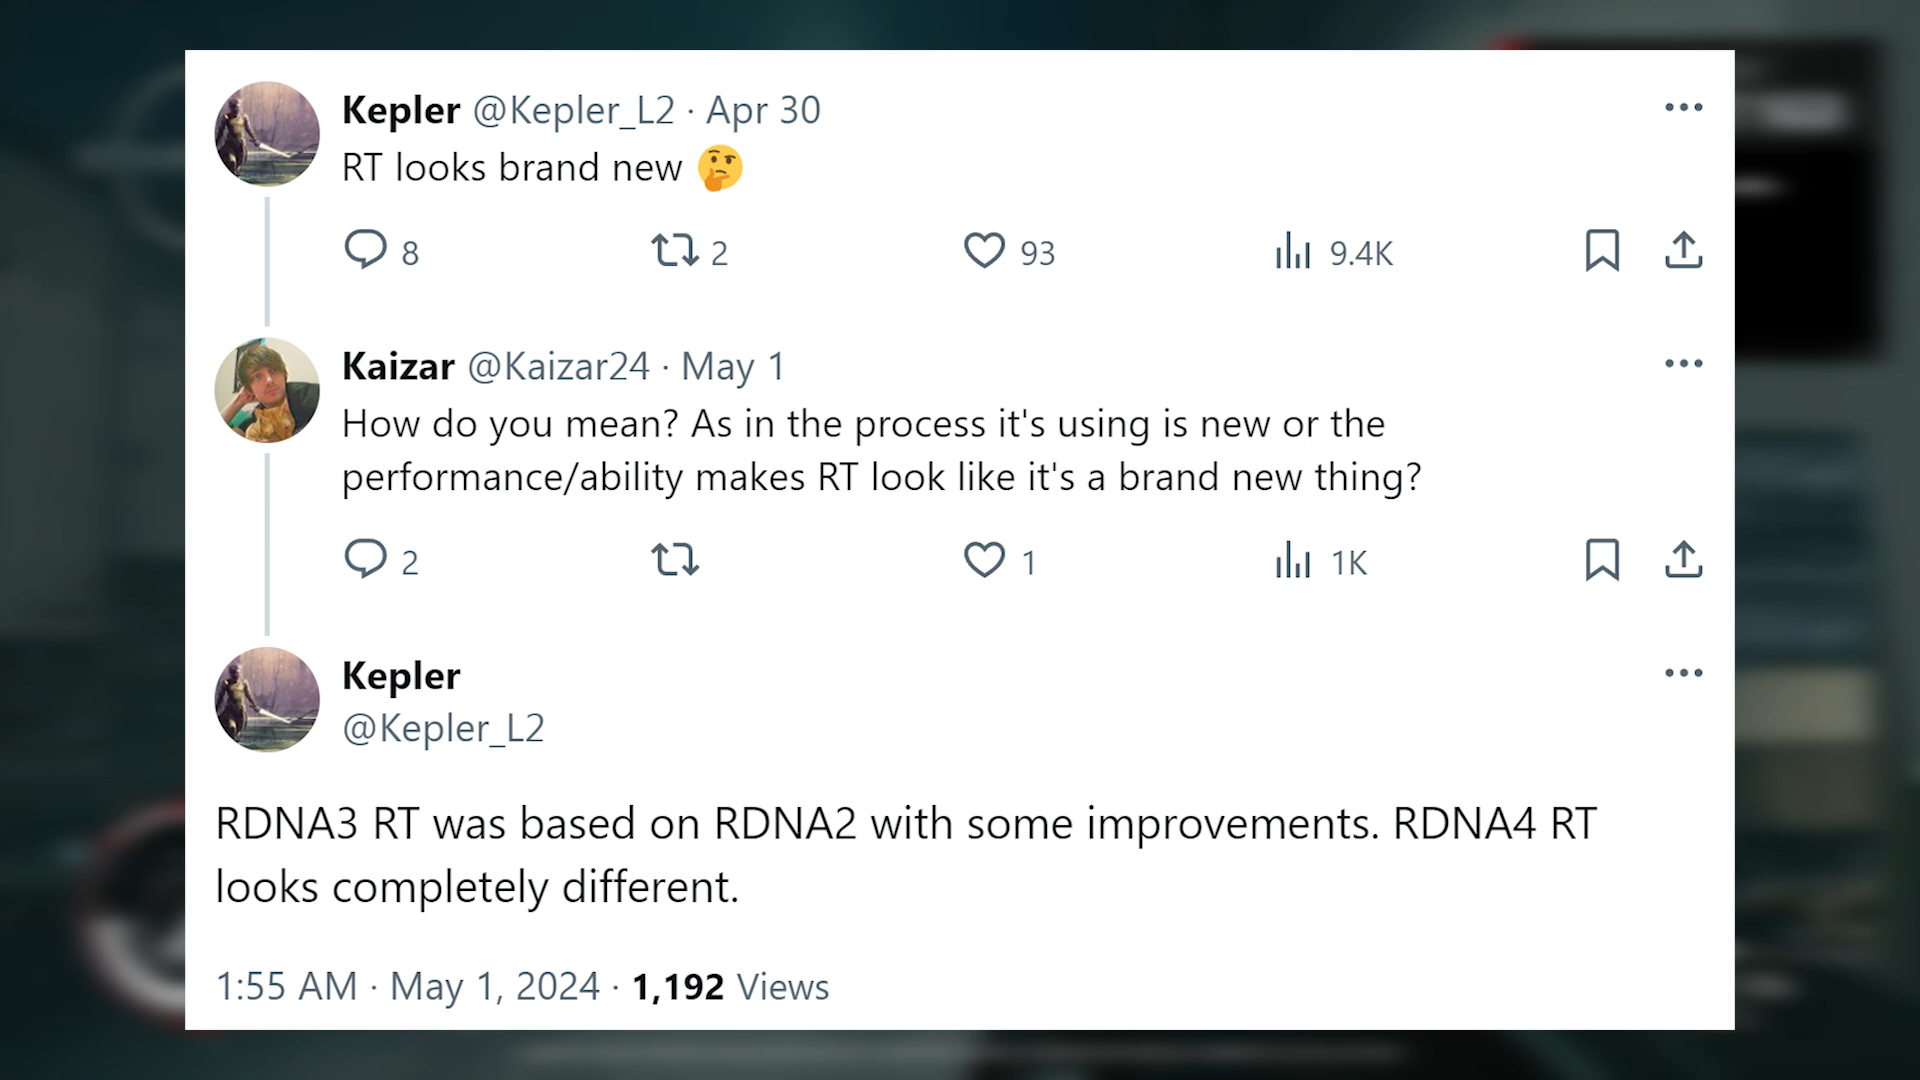 Kepler @Kepler_L2 · Apr 30
RT looks brand new 🤔
8 2 93 9.4K
Kaizar @Kaizar24 · May 1
How do you mean? As in the process it's using is new or the
performance/ability makes RT look like it's a brand new thing?
2 1 1K
Kepler
@Kepler_L2
RDNA3 RT was based on RDNA2 with some improvements. RDNA4 RT
looks completely different.
1:55 AM · May 1, 2024 · 1,192 Views